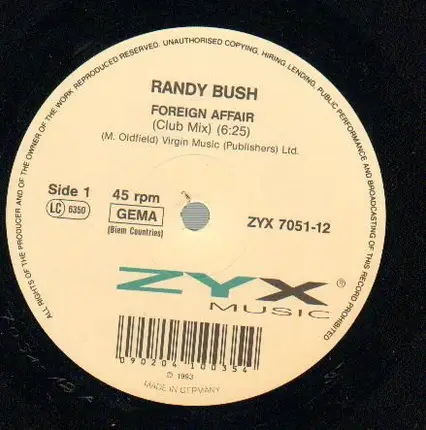 ALL RIGHTS OF THE PRODUCER AND OF THE OWNER OF THE WORK REPRODUCED RESERVED. UNAUTHORISED COPYING, HIRING, LENDING, PUBLIC PERFORMANCE AND BROADCASTING OF THIS RECORD PROHIBITED
RANDY BUSH
FOREIGN AFFAIR
(Club Mix) (6:25)
(M. Oldfield) Virgin Music (Publishers) Ltd.
Side 1
45 rpm
LC 6350
GEMA
(Biem Countries)
ZYX 7051-12
ZYX ®
MUSIC
090204 100354
℗ 1993
MADE IN GERMANY